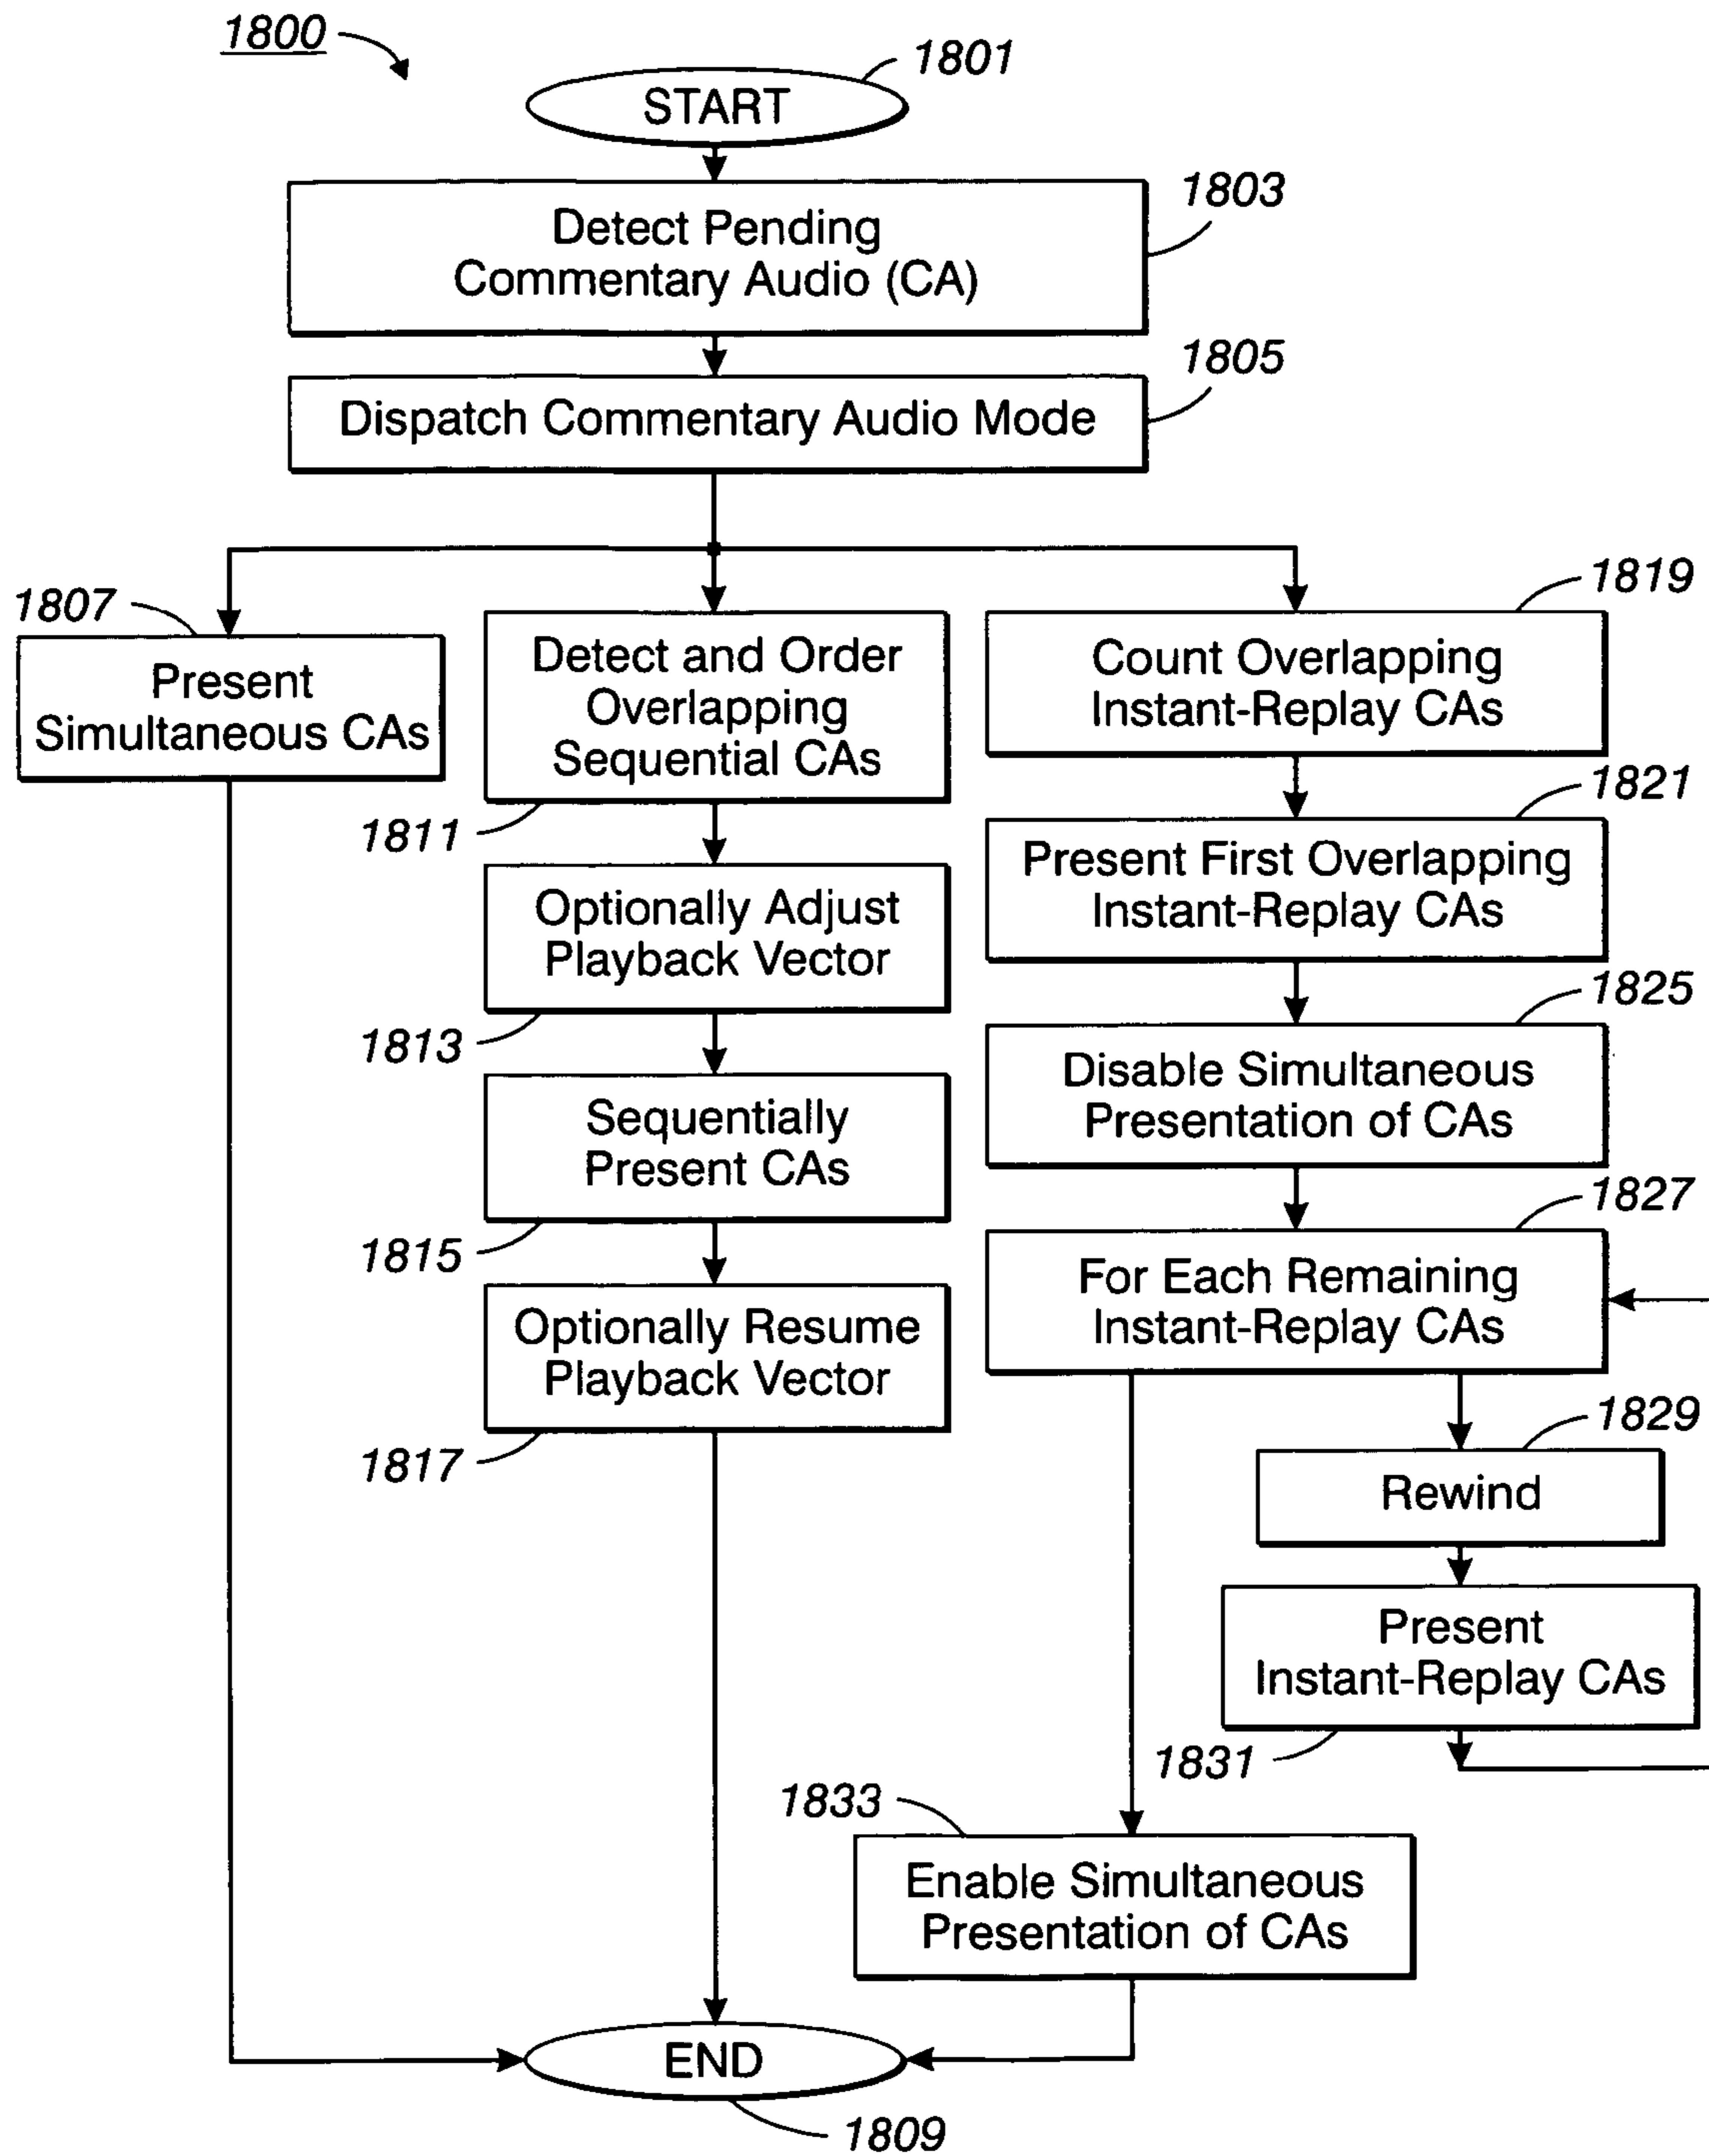 1800
1801
START
1803
Detect Pending
Commentary Audio (CA)
1805
Dispatch Commentary Audio Mode
1807
Present
Simultaneous CAs
Detect and Order
Overlapping
Sequential CAs
1811
Optionally Adjust
Playback Vector
1813
Sequentially
Present CAs
1815
Optionally Resume
Playback Vector
1817
1819
Count Overlapping
Instant-Replay CAs
1821
Present First Overlapping
Instant-Replay CAs
1825
Disable Simultaneous
Presentation of CAs
1827
For Each Remaining
Instant-Replay CAs
1829
Rewind
Present
Instant-Replay CAs
1831
1833
Enable Simultaneous
Presentation of CAs
END
1809